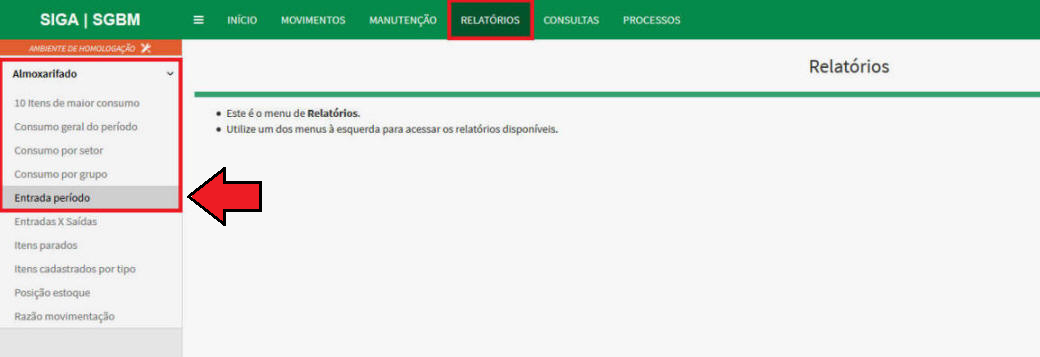 SIGA | SGBM
INÍCIO MOVIMENTOS MANUTENÇÃO RELATÓRIOS CONSULTAS PROCESSOS
AMBIENTE DE HOMOLOGAÇÃO
Almoxarifado
10 Itens de maior consumo
Consumo geral do período
Consumo por setor
Consumo por grupo
Entrada período
Entradas X Saídas
Itens parados
Itens cadastrados por tipo
Posição estoque
Razão movimentação
Relatórios
• Este é o menu de Relatórios.
• Utilize um dos menus à esquerda para acessar os relatórios disponíveis.